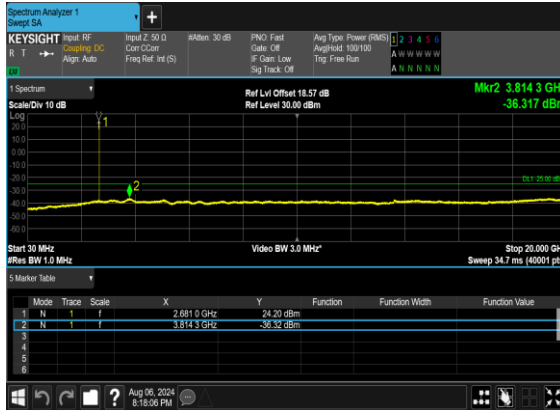 Spectrum Analyzer 1
Swept SA
+
KEYSIGHT Input: RF Input Z: 50 Ω #Atten: 30 dB PNO: Fast Avg Type: Power (RMS) 1 2 3 4 5 6
R T Coupling: DC Corr CCorr Gate: Off Avg|Hold: 100/100 A W W W W W
Align: Auto Freq Ref: Int (S) IF Gain: Low Trig: Free Run
Sig Track: Off A N N N N N
LXI
1 Spectrum Ref Lvl Offset 18.57 dB Mkr2 3.814 3 GH
Scale/Div 10 dB Ref Level 30.00 dBm -36.317 dBm
Log
20.0
10.0
0.0
-10.0
-20.0
-30.0
-40.0
-50.0
-60.0
1
2
DL1 -25.00 dB
Start 30 MHz Video BW 3.0 MHz* Stop 20.000 GH
#Res BW 1.0 MHz Sweep 34.7 ms (40001 pt
5 Marker Table
Mode Trace Scale X Y Function Function Width Function Value
1 N 1 f 2.681 0 GHz 24.20 dBm
2 N 1 f 3.814 3 GHz -36.32 dBm
3
4
5
6
? Aug 06, 2024
8:18:06 PM